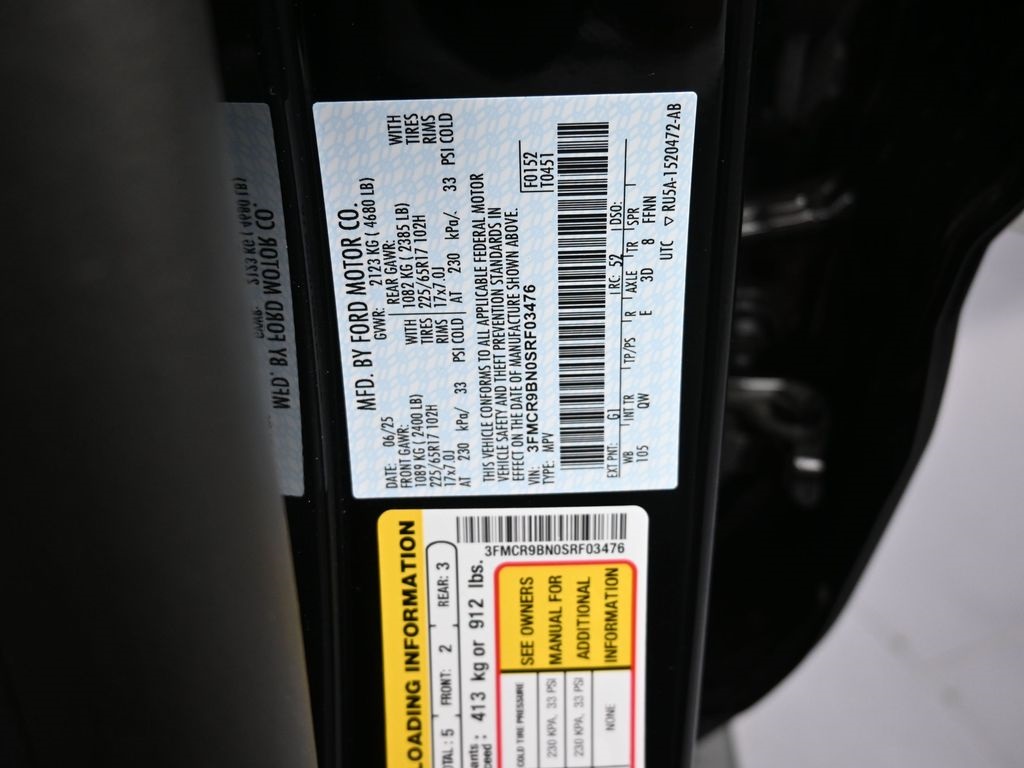 MFD. BY FORD MOTOR CO.
DATE: 06/25 GVWR: 2123 KG ( 4680 LB)
FRONT GAWR: REAR GAWR:
1089 KG ( 2400 LB) WITH 1082 KG ( 2385 LB) WITH
225/65R17 102H TIRES 225/65R17 102H TIRES
17x7.0J RIMS 17x7.0J RIMS
AT 230 kPa/ 33 PSI COLD AT 230 kPa/. 33 PSI COLD
THIS VEHICLE CONFORMS TO ALL APPLICABLE FEDERAL MOTOR
VEHICLE SAFETY AND THEFT PREVENTION STANDARDS IN
EFFECT ON THE DATE OF MANUFACTURE SHOWN ABOVE.
VIN: 3FMCR9BN0SRF03476 F0152
TYPE: MPV T0451
EXT PNT: G1 RC: 52 DSO:
WB INT TR TP/PS R AXLE TR SPR
105 QW E 3D 8 FFNN
UTC ▽ RU5A-1520472-AB
3FMCR9BN0SRF03476
LOADING INFORMATION
TAL: 5 FRONT: 2 REAR: 3
ants:
ceed: 413 kg or 912 lbs.
COLD TIRE PRESSURE SEE OWNERS
230 KPA, 33 PSI MANUAL FOR
230 KPA, 33 PSI ADDITIONAL
NONE INFORMATION
MFD. BY FORD MOTOR CO.